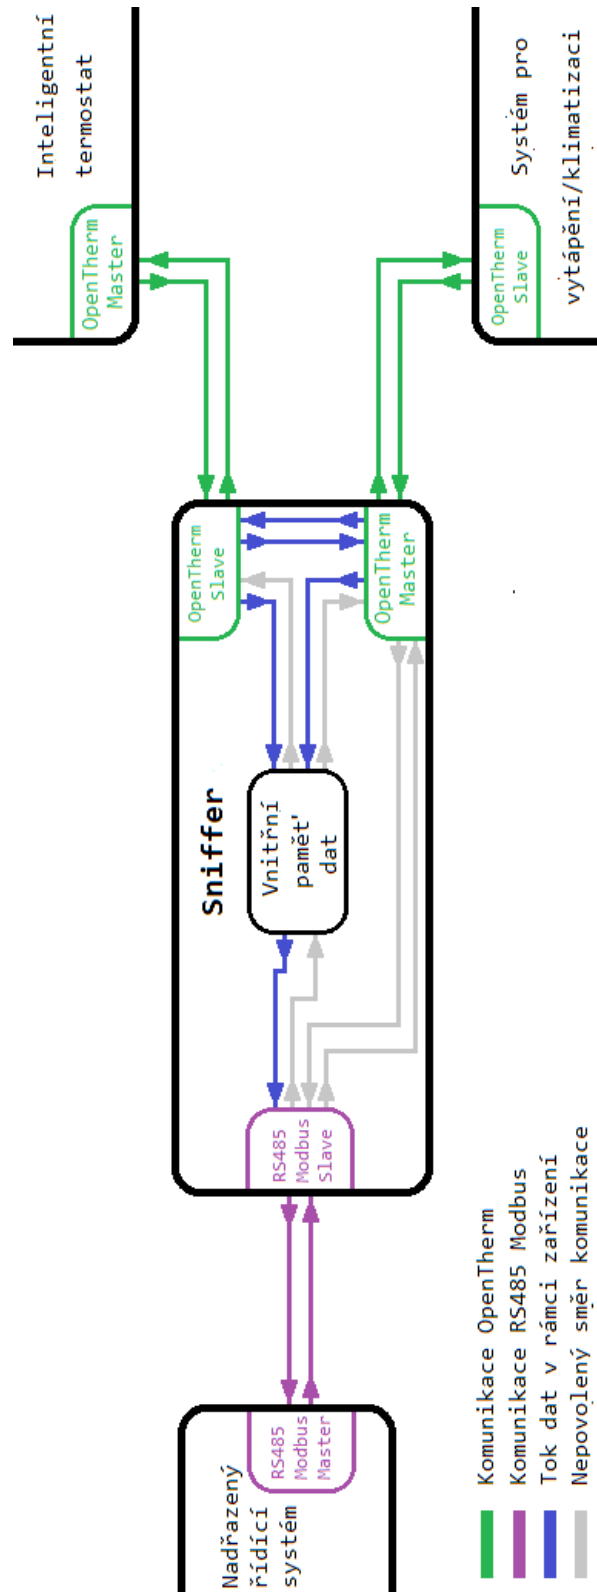 Inteligentní
termostat
OpenTherm
Master
Systém pro
vytápění/klimatizaci
OpenTherm
Slave
OpenTherm
Slave
OpenTherm
Master
Sniffer
Vnitřní
paměť
dat
RS485
Modbus
Slave
RS485
Modbus
Master
Nadřazený
řídící
systém
Komunikace OpenTherm
Komunikace RS485 Modbus
Tok dat v rámci zařízení
Nepovolený směr komunikace